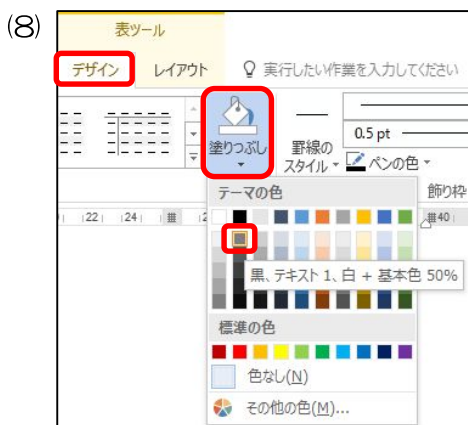 (8)
表ツール
デザイン レイアウト 実行したい作業を入力してください
塗りつぶし
罫線の
スタイル
0.5 pt
ペンの色
飾り枠
テーマの色
22 24 40
黒、テキスト 1、白 + 基本色 50%
標準の色
色なし(N)
その他の色(M)...